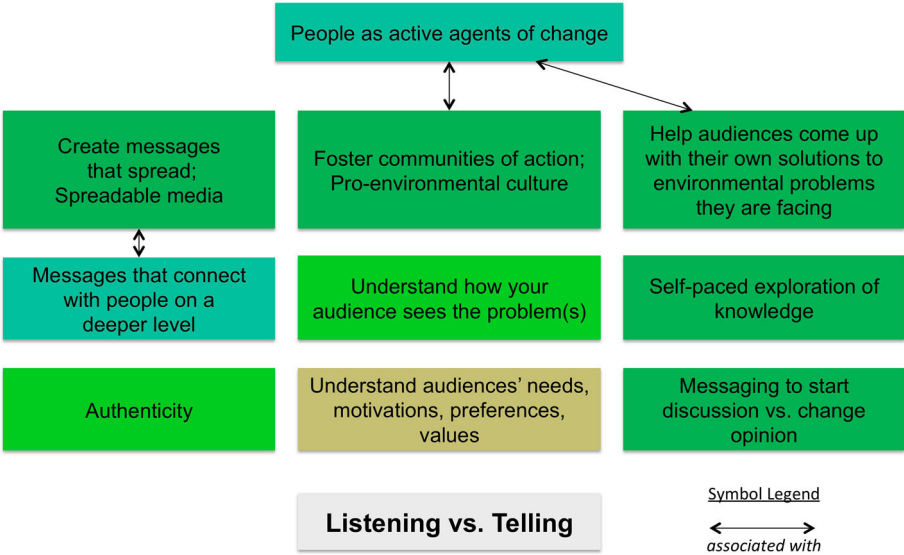 People as active agents of change
Create messages
that spread;
Spreadable media
Foster communities of action;
Pro-environmental culture
Help audiences come up
with their own solutions to
environmental problems
they are facing
Messages that connect
with people on a
deeper level
Understand how your
audience sees the problem(s)
Self-paced exploration of
knowledge
Authenticity
Understand audiences’ needs,
motivations, preferences,
values
Messaging to start
discussion vs. change
opinion
Listening vs. Telling
Symbol Legend
associated with